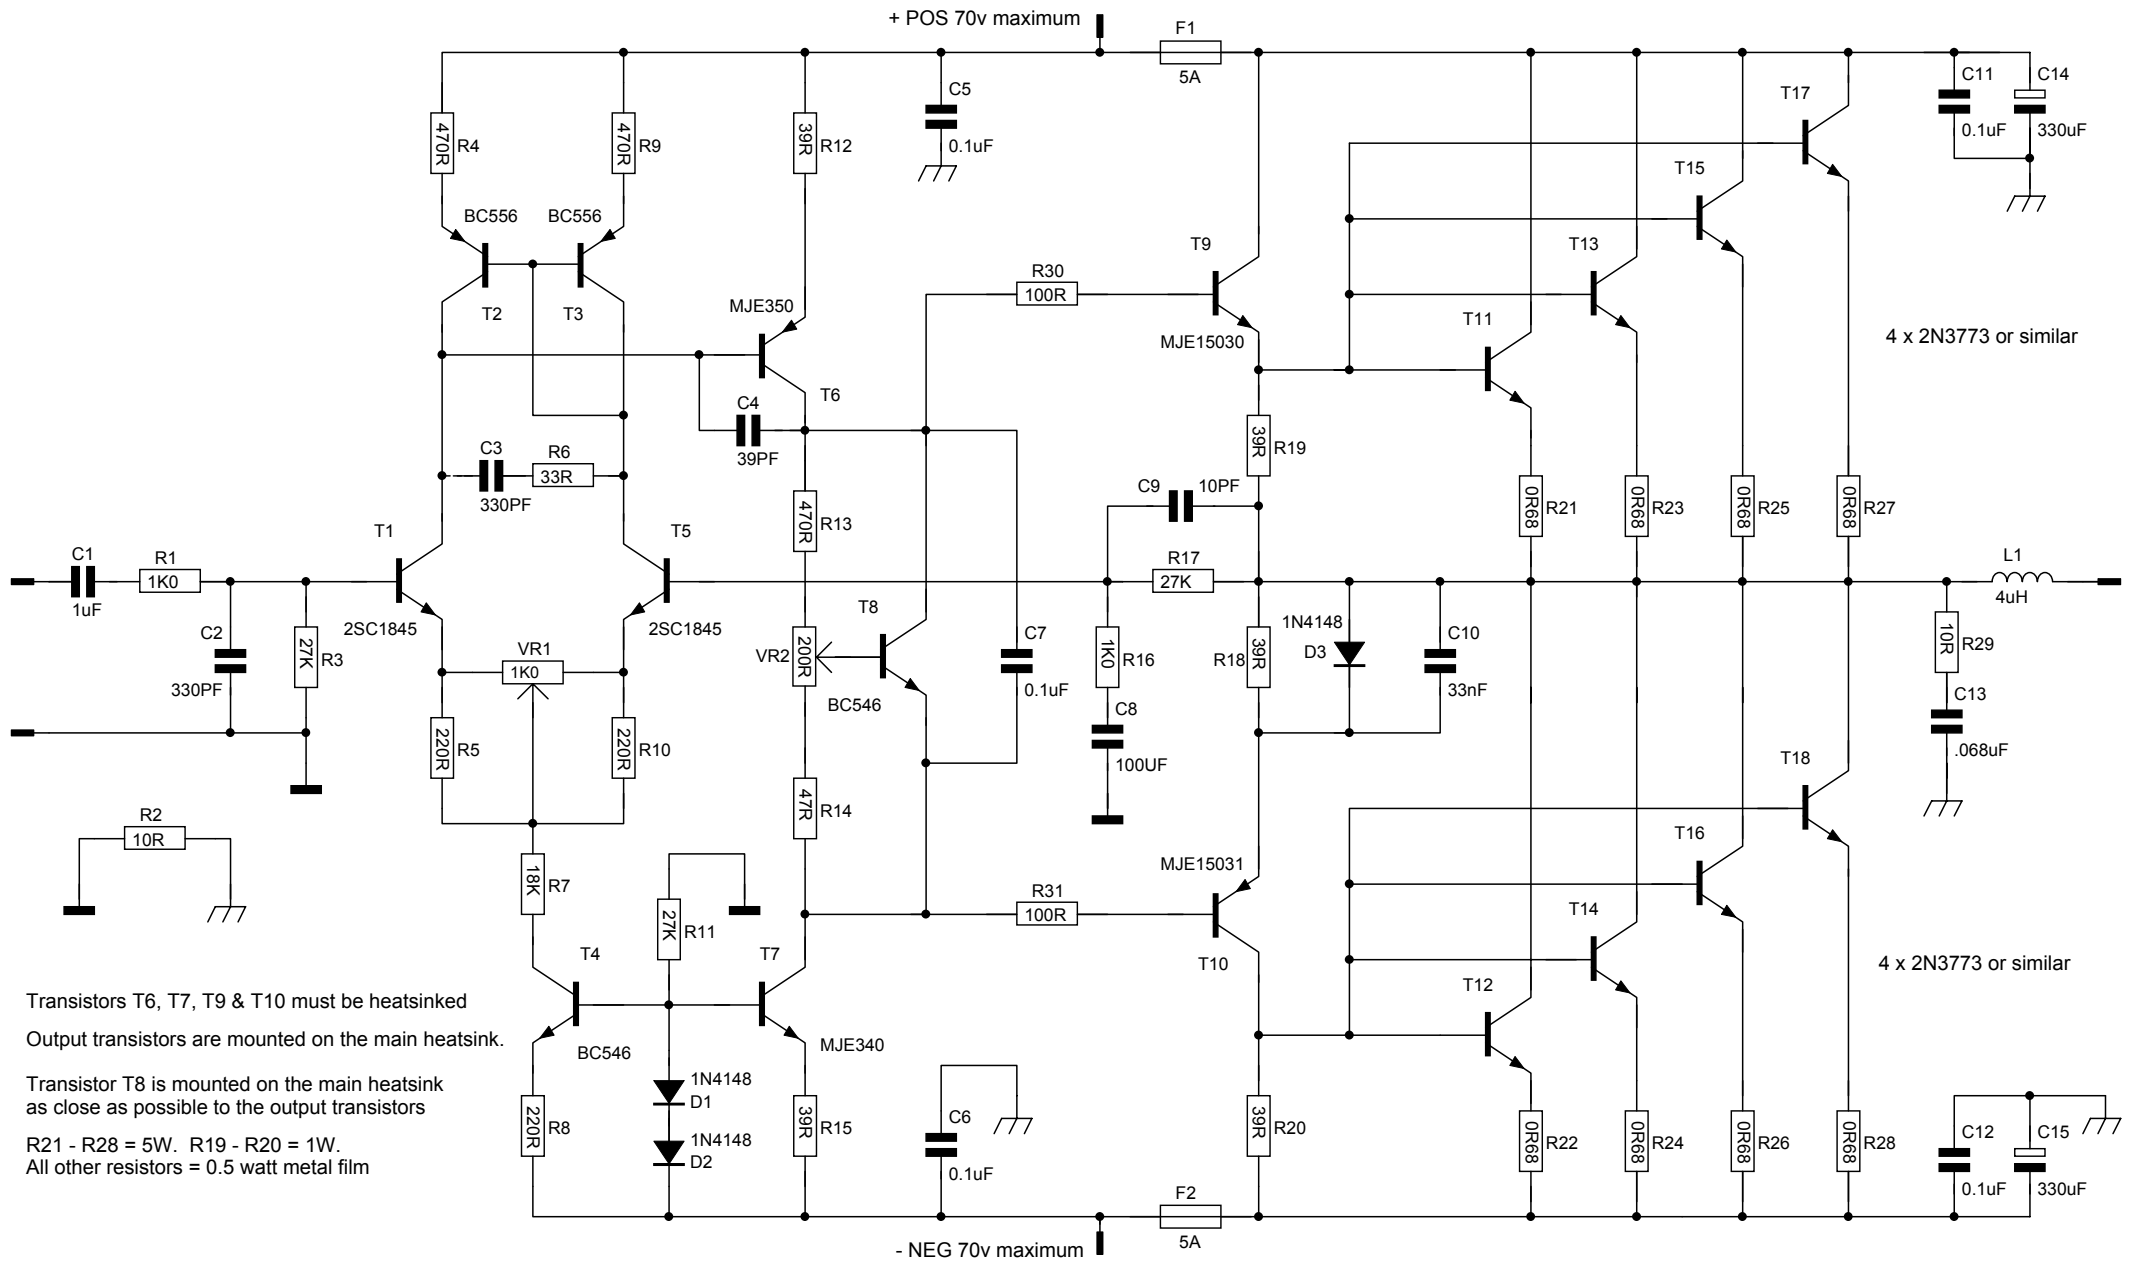 + POS 70v maximum
F1
5A
C5
0.1uF
C11
0.1uF
C14
330uF
T17
R4
470R
R9
470R
R12
39R
T15
BC556
BC556
T2
T3
MJE350
T6
R30
100R
T9
MJE15030
T13
T11
4 x 2N3773 or similar
C4
39PF
C3
330PF
R6
33R
R13
470R
R19
39R
C9
10PF
R21
0R68
R23
0R68
R25
0R68
R27
0R68
T1
T5
C1
1uF
R1
1K0
R17
27K
L1
4uH
2SC1845
2SC1845
C2
330PF
R3
27K
VR1
1K0
VR2
200R
T8
BC546
C7
0.1uF
R16
1K0
R18
39R
1N4148
D3
C10
33nF
R29
10R
C8
100UF
C13
.068uF
R5
220R
R10
220R
R14
47R
T18
R2
10R
R7
18K
R11
27K
R31
100R
MJE15031
T10
T16
T14
T12
4 x 2N3773 or similar
T4
T7
BC546
MJE340
Transistors T6, T7, T9 & T10 must be heatsinked
Output transistors are mounted on the main heatsink.
Transistor T8 is mounted on the main heatsink
as close as possible to the output transistors
R21 - R28 = 5W.  R19 - R20 = 1W.
All other resistors = 0.5 watt metal film
R8
220R
1N4148
D1
1N4148
D2
R15
39R
C6
0.1uF
R20
39R
R22
0R68
R24
0R68
R26
0R68
R28
0R68
C12
0.1uF
C15
330uF
F2
5A
- NEG 70v maximum